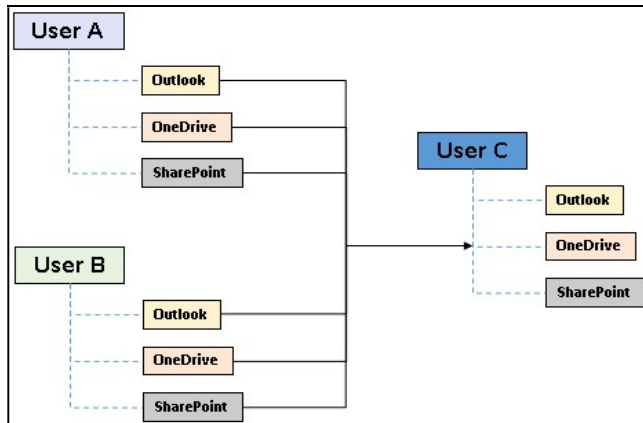 User A
Outlook
OneDrive
SharePoint
User B
Outlook
OneDrive
SharePoint
User C
Outlook
OneDrive
SharePoint